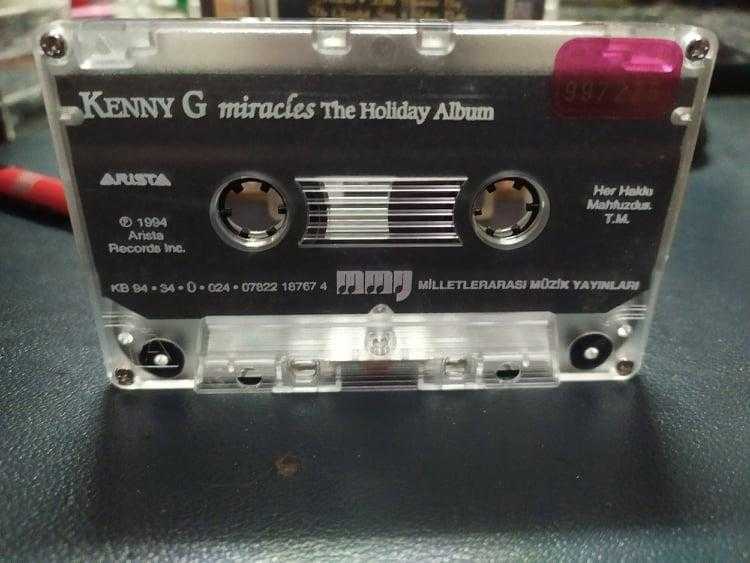 KENNY G miracles The Holiday Album
ARISTA
℗ 1994
Arista
Records Inc.
Her Hakkı
Mahfuzdur.
T.M.
KB 94 • 34 • Ü • 024 • 07822 18767 4 mmy MİLLETLERARASI MÜZİK YAYINLARI
A